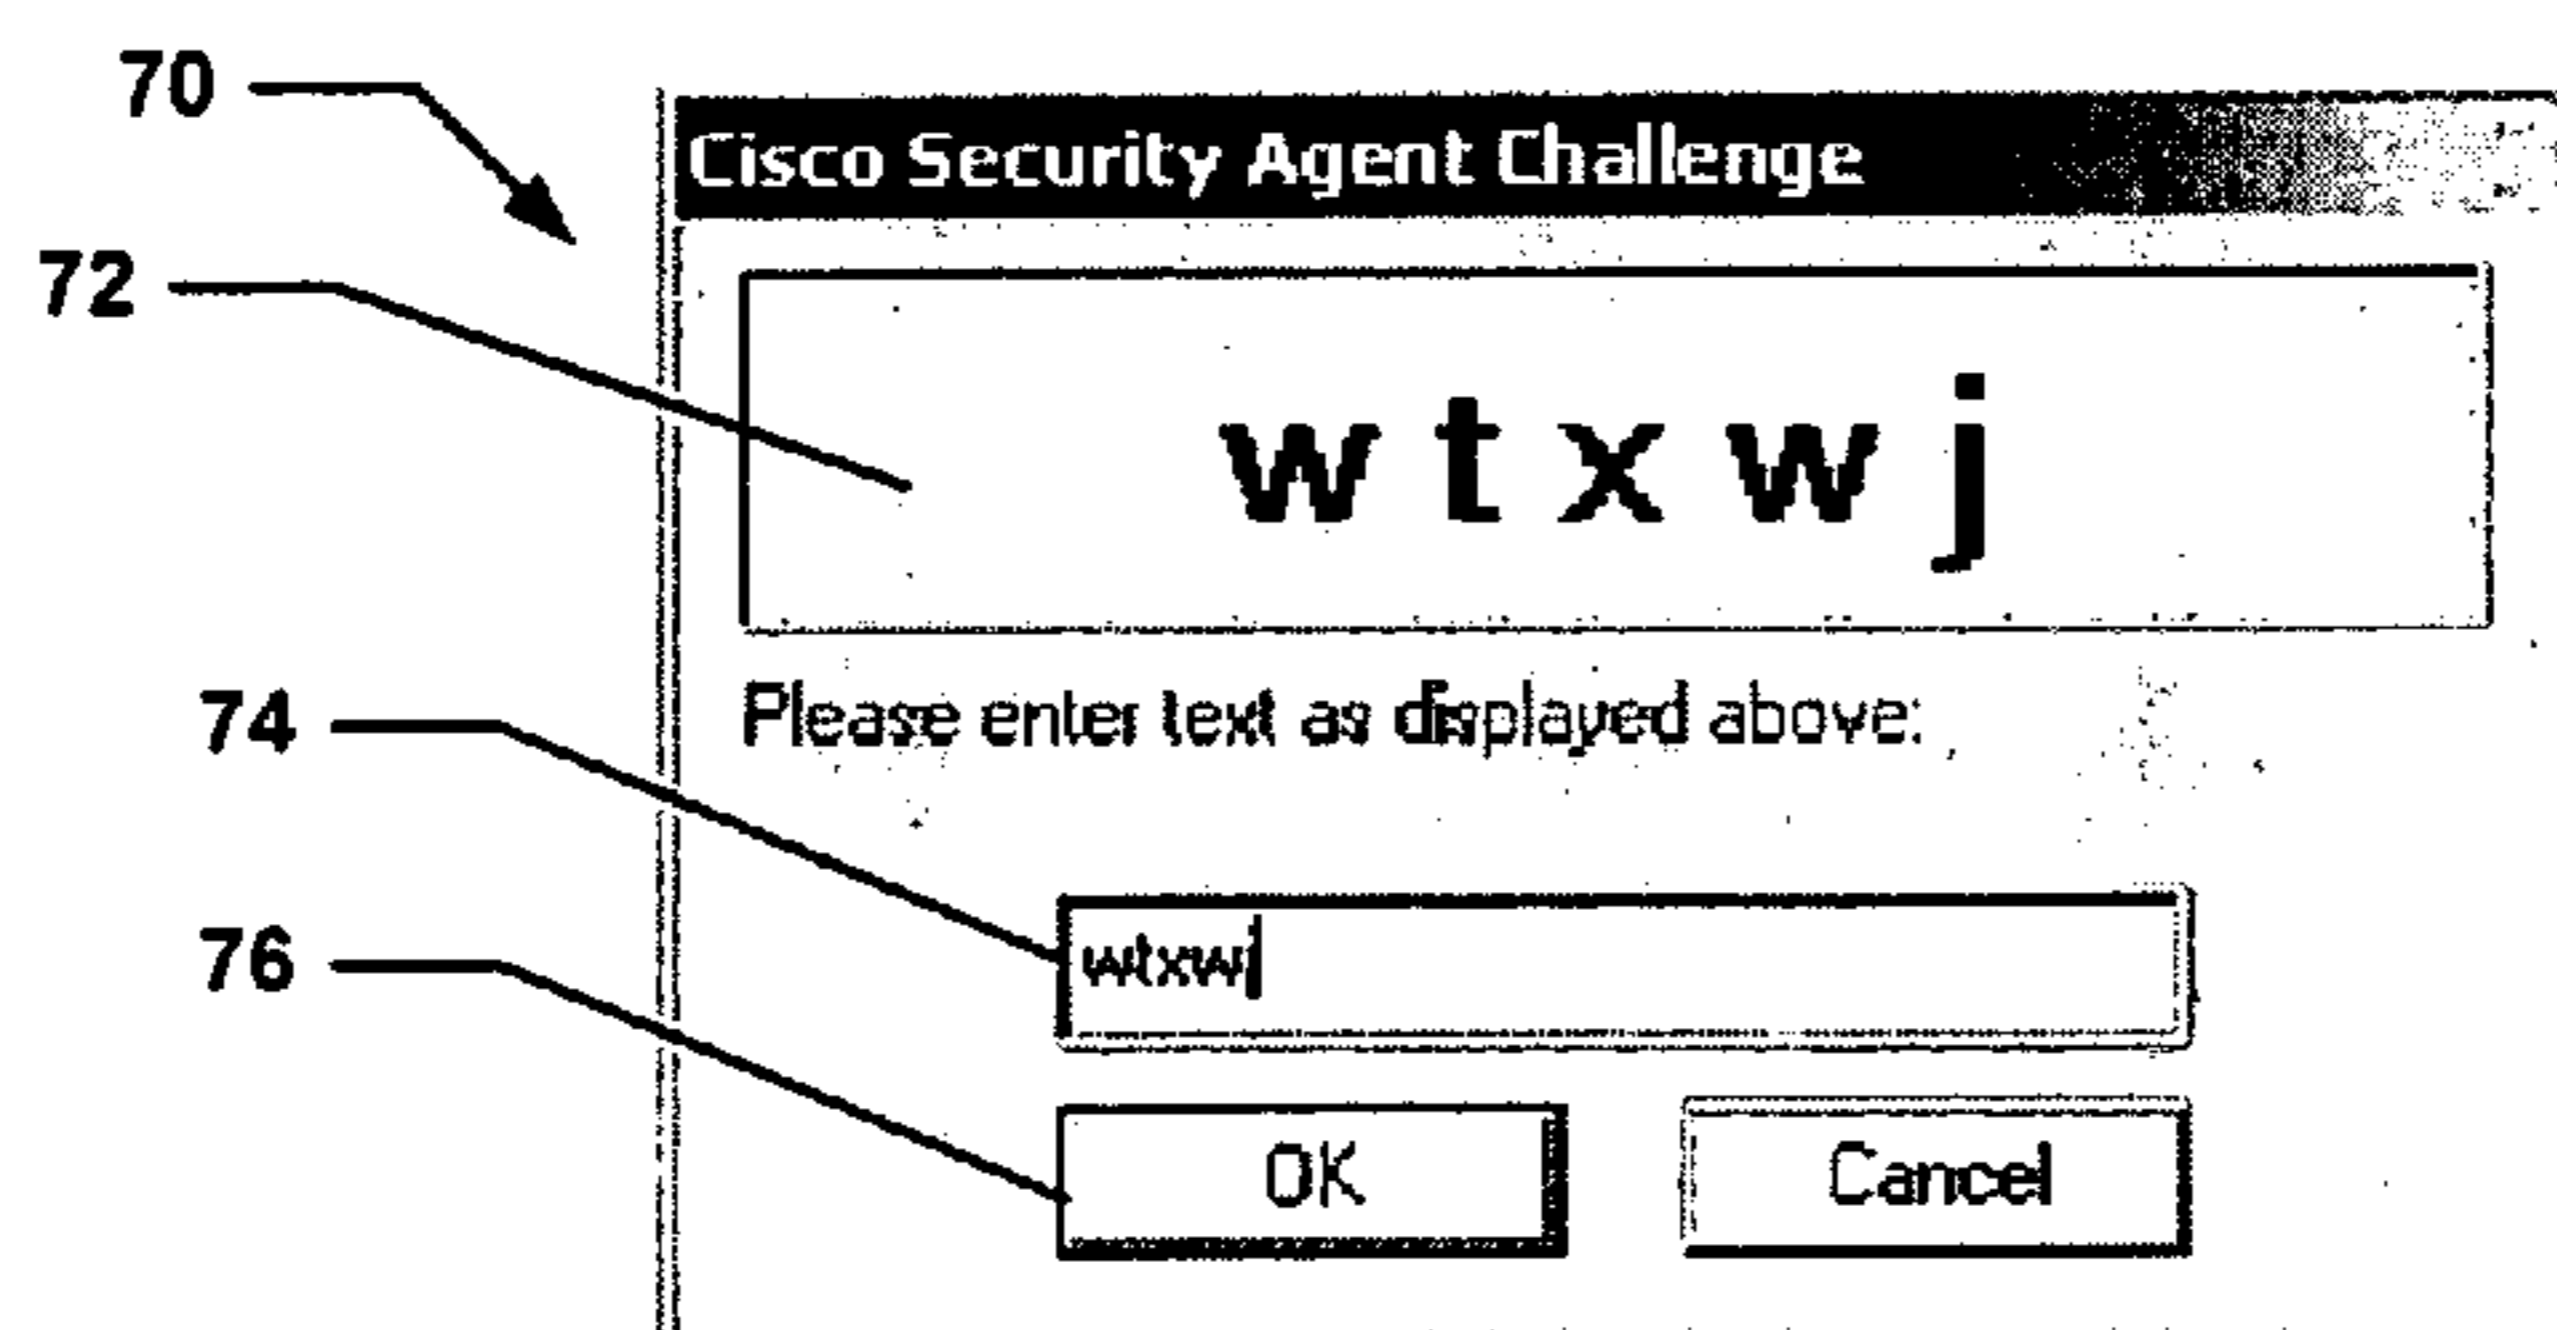 70
Cisco Security Agent Challenge
72
w t x w j
Please enter text as displayed above:
74
wtxwj
76
OK Cancel